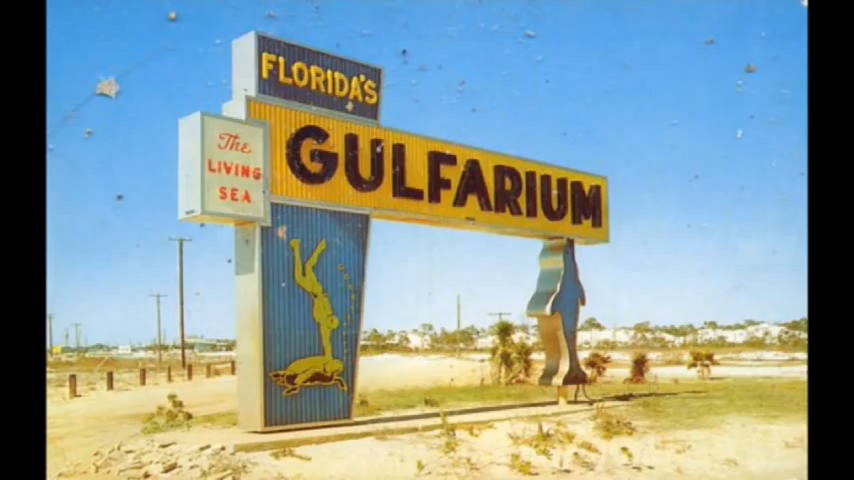 FLORIDA'S
GULFARIUM
The
LIVING
SEA